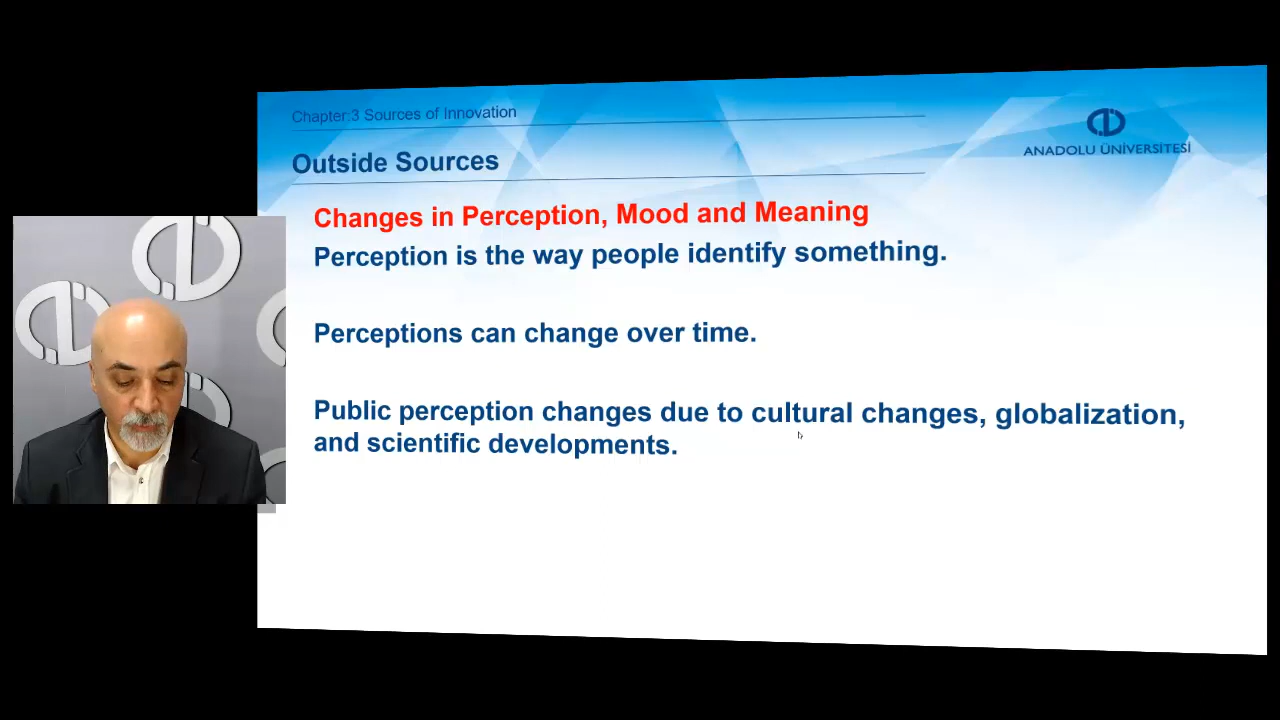 Chapter:3 Sources of Innovation
ANADOLU ÜNİVERSİTESİ
Outside Sources
Changes in Perception, Mood and Meaning
Perception is the way people identify something.
Perceptions can change over time.
Public perception changes due to cultural changes, globalization,
and scientific developments.